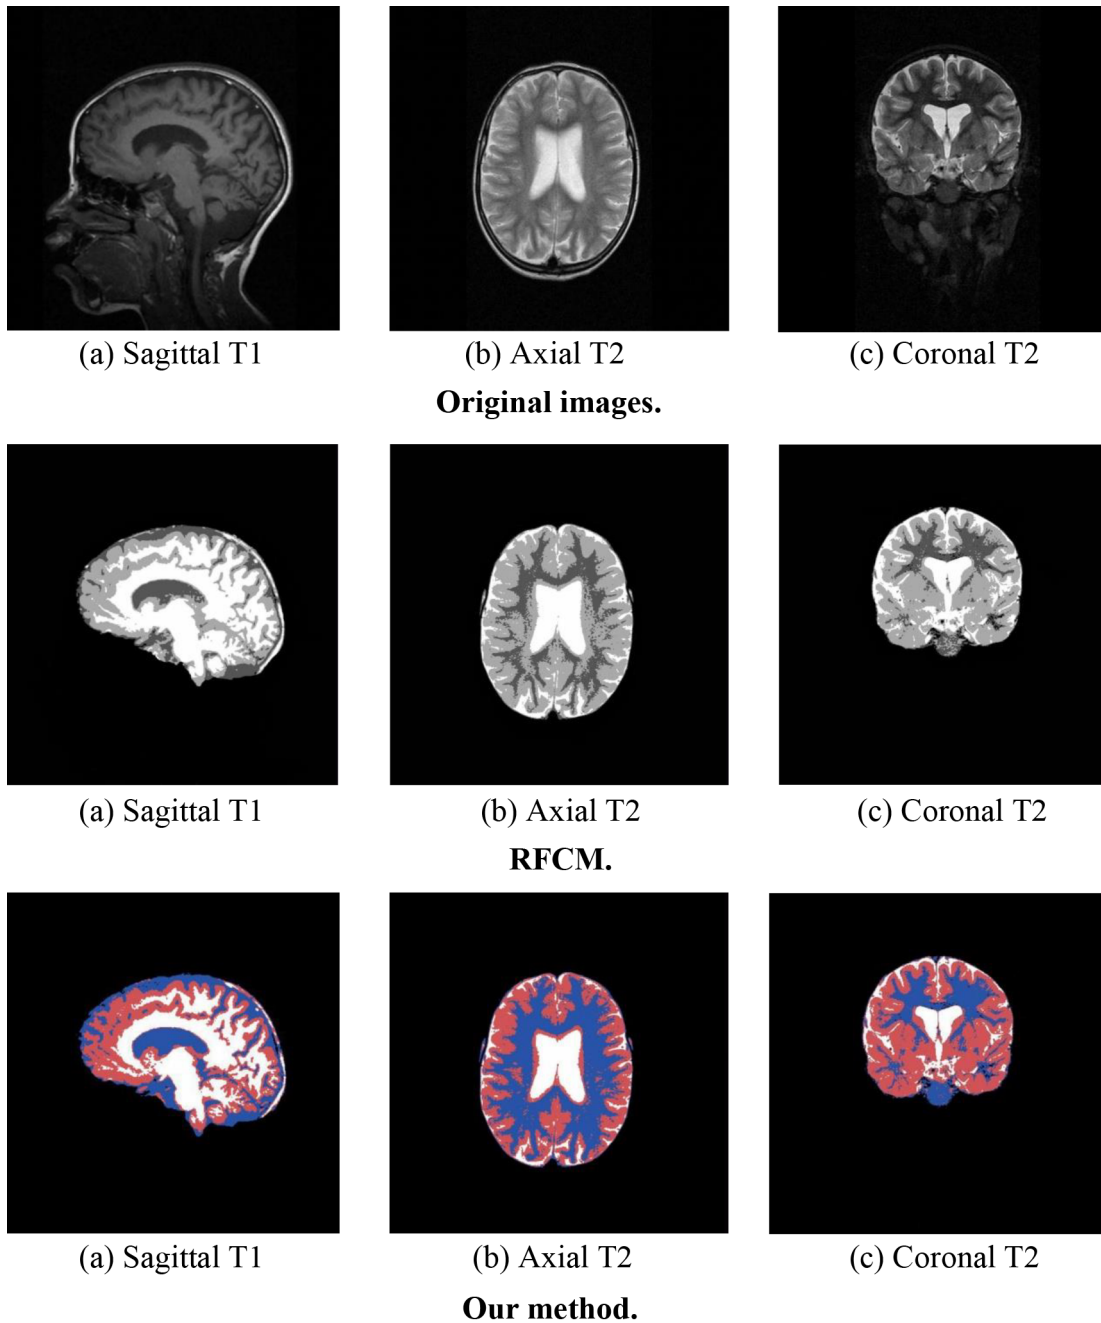 (a) Sagittal T1
(b) Axial T2
(c) Coronal T2
Original images.
(a) Sagittal T1
(b) Axial T2
(c) Coronal T2
RFCM.
(a) Sagittal T1
(b) Axial T2
(c) Coronal T2
Our method.